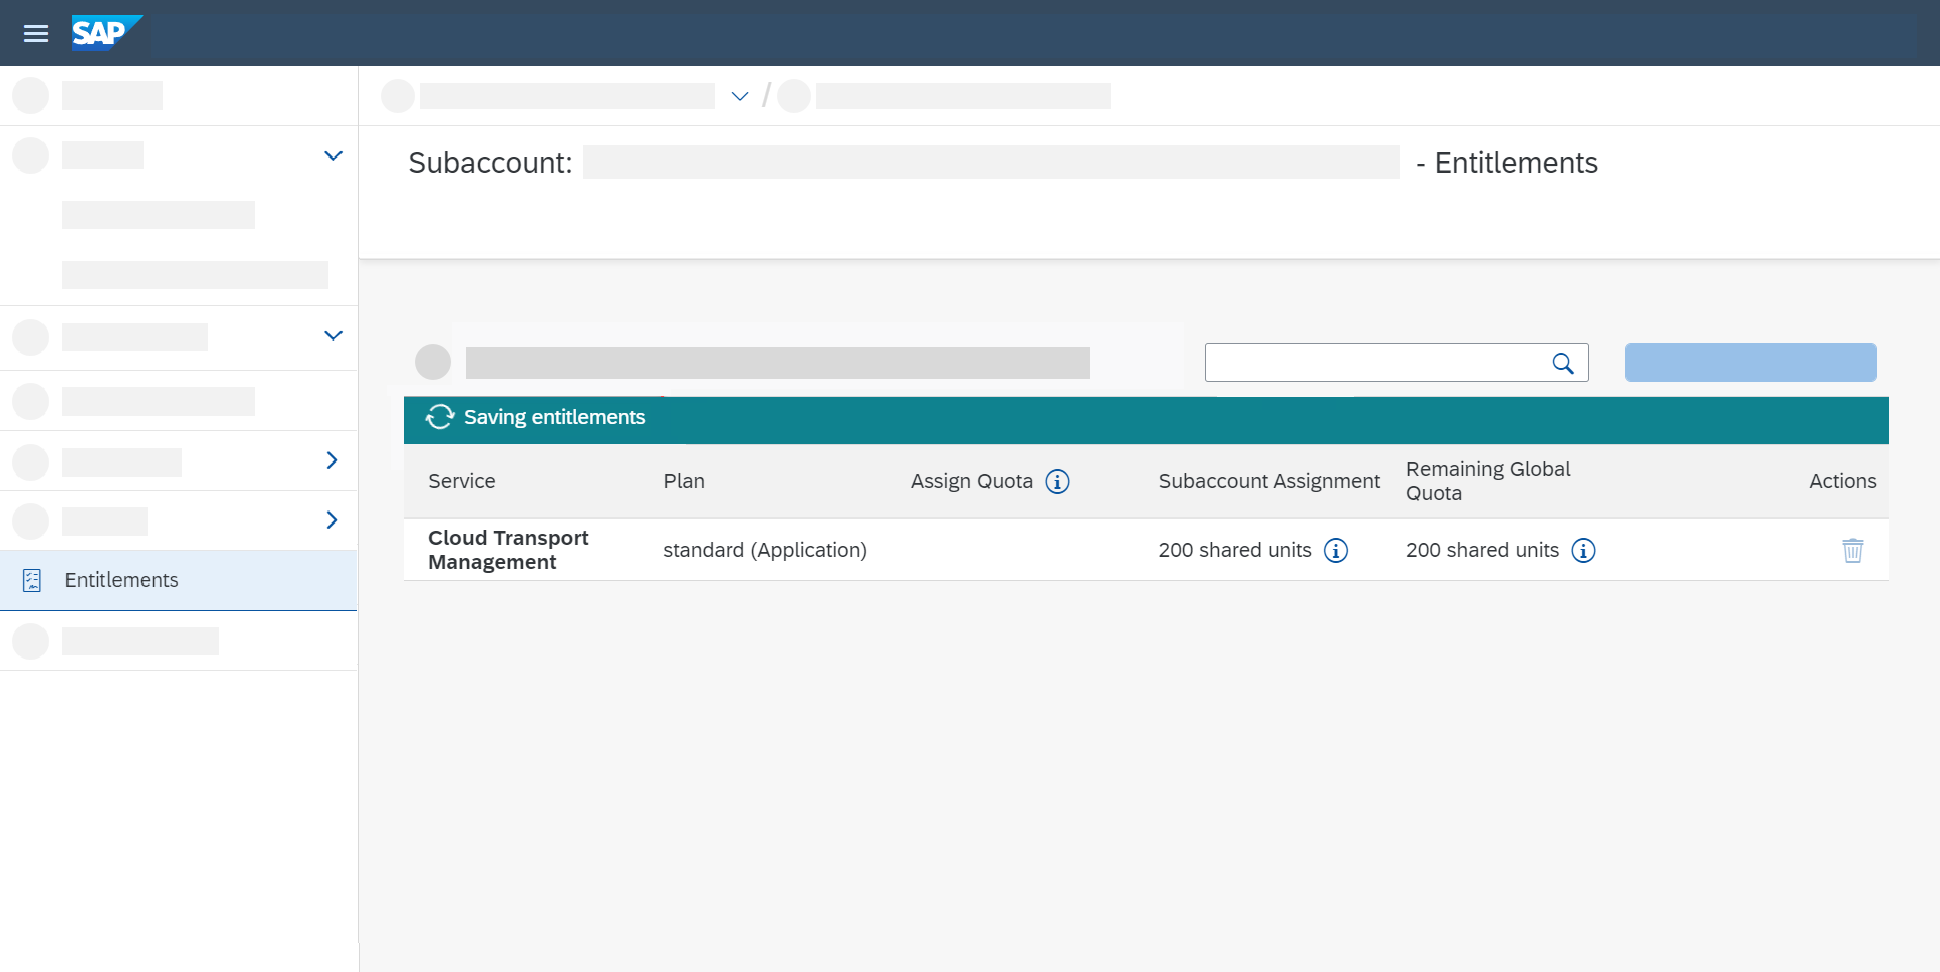 SAP
Subaccount: - Entitlements
Saving entitlements
Service Plan Assign Quota Subaccount Assignment Remaining Global Quota Actions
Cloud Transport Management standard (Application) 200 shared units 200 shared units
Entitlements